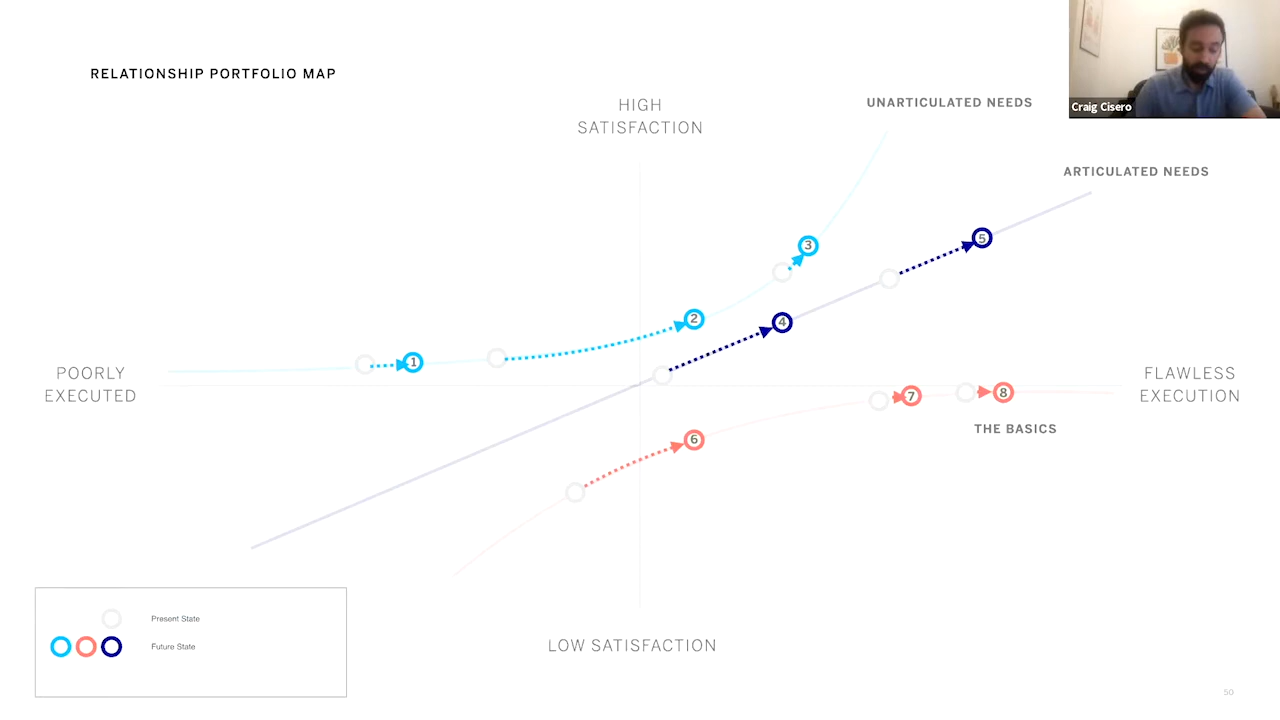 RELATIONSHIP PORTFOLIO MAP
HIGH
SATISFACTION
UNARTICULATED NEEDS
Craig Cisero
ARTICULATED NEEDS
3
5
2
4
1
POORLY
EXECUTED
FLAWLESS
EXECUTION
7
8
THE BASICS
6
Present State
Future State
LOW SATISFACTION
50